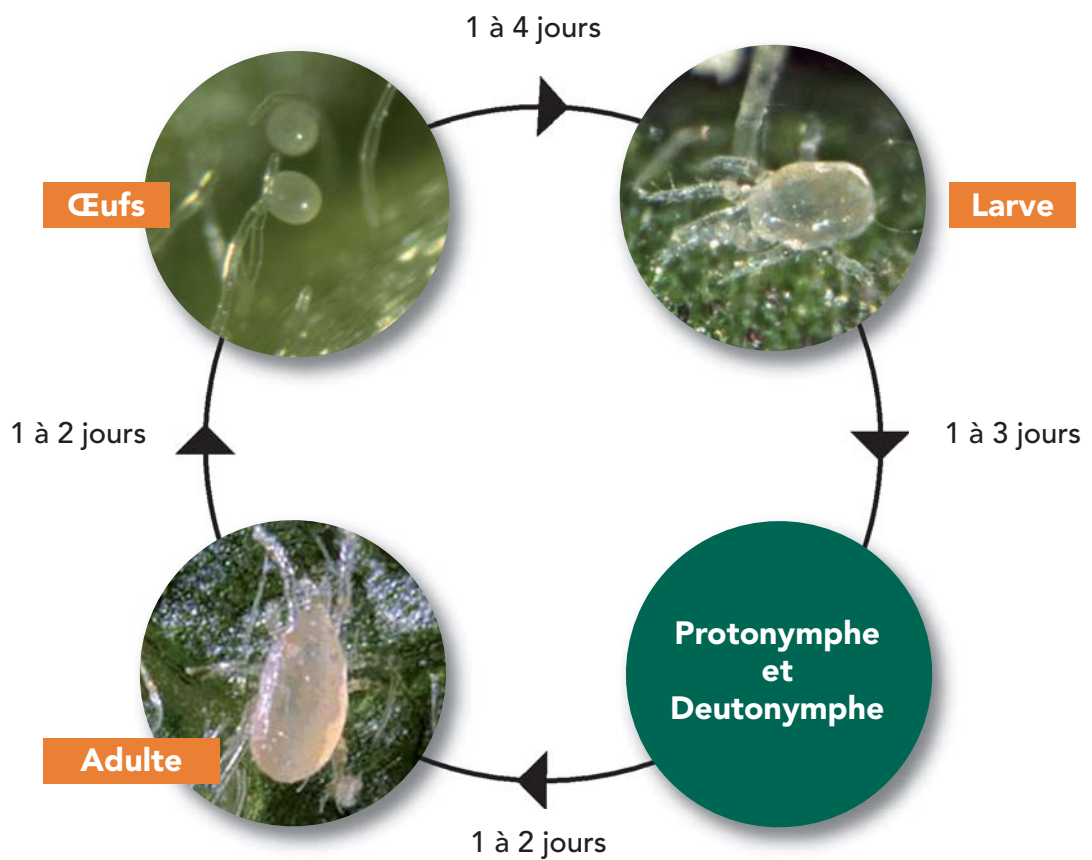 1 à 4 jours
Œufs
Larve
1 à 2 jours
1 à 3 jours
Protonymphe
et
Deutonymphe
Adulte
1 à 2 jours